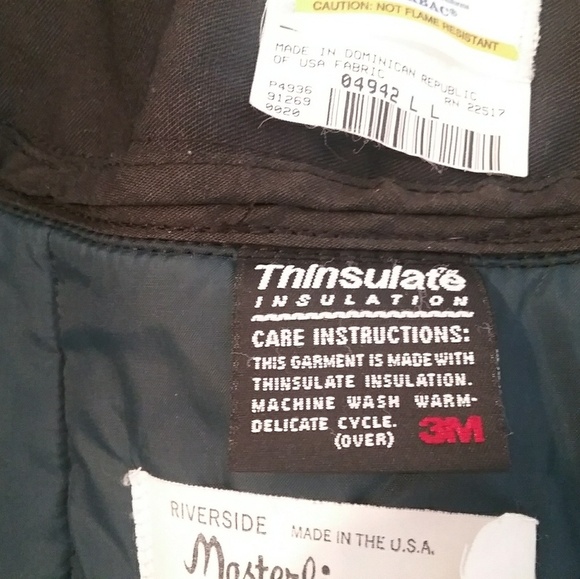 CAUTION: NOT FLAME RESISTANT
MADE IN DOMINICAN REPUBLIC
OF USA FABRIC
P4936 04942 L L RN 22517
91269
0020
Thinsulate
INSULATION
CARE INSTRUCTIONS:
THIS GARMENT IS MADE WITH
THINSULATE INSULATION.
MACHINE WASH WARM-
DELICATE CYCLE.
(OVER) 3M
RIVERSIDE MADE IN THE U.S.A.